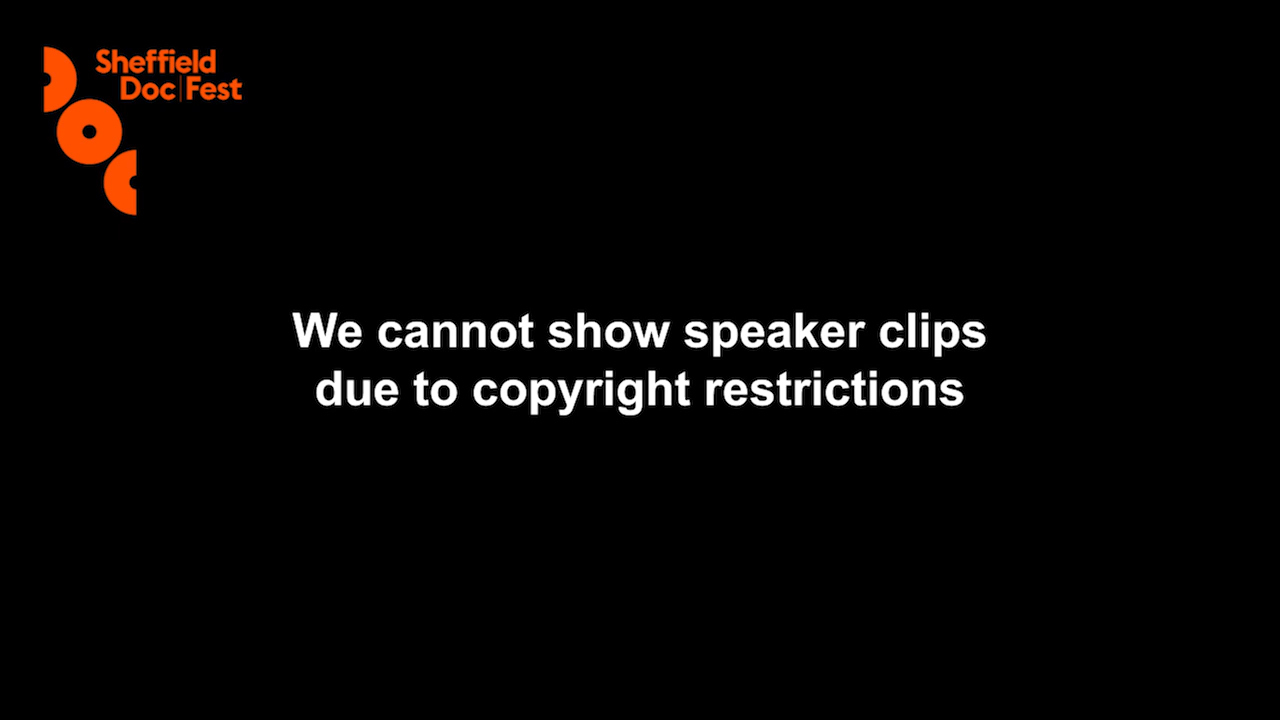 Sheffield
Doc|Fest
We cannot show speaker clips
due to copyright restrictions